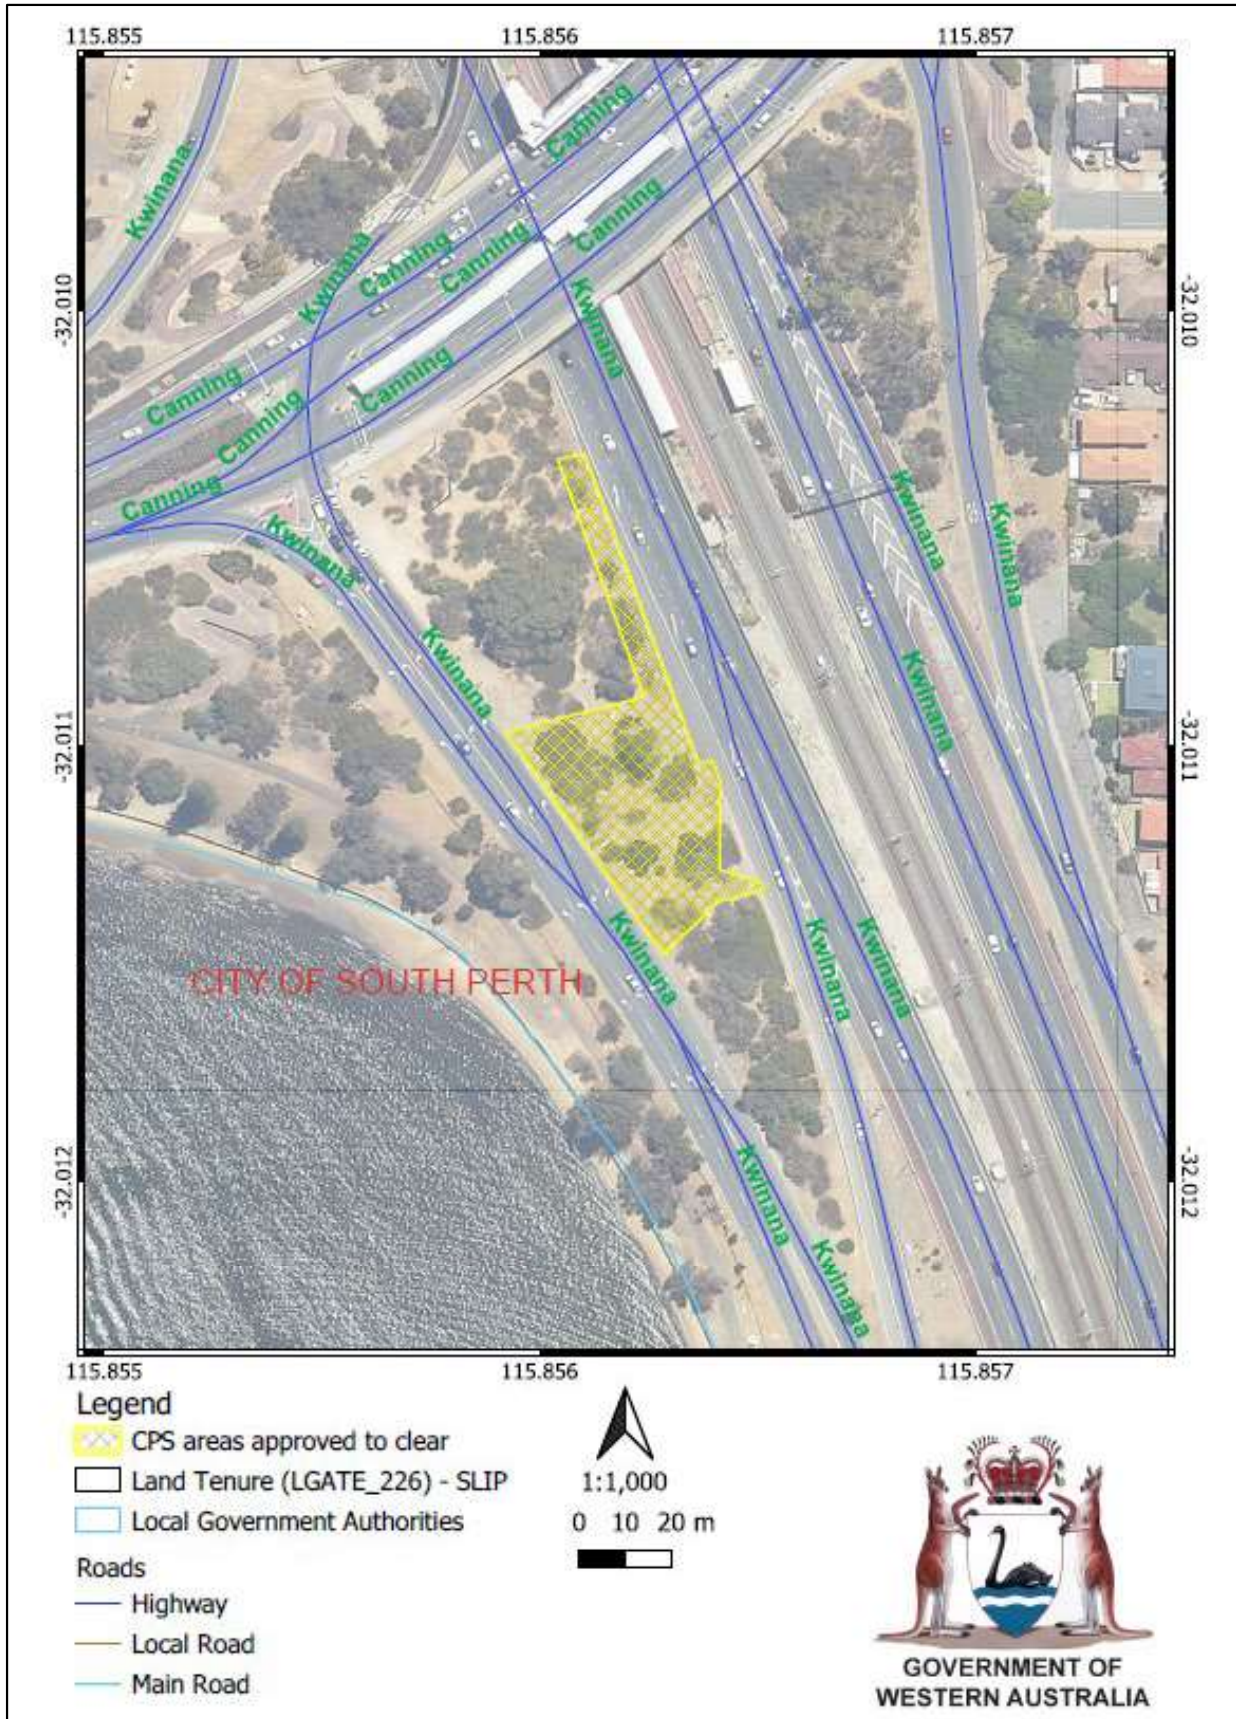 115.855 115.856 115.857
Canning
Kwinana
Canning
Kwinana
Canning
Canning
-32.010
Kwinana
-32.010
Canning
Canning
Canning
Kwinana
Canning
Kwinana
Kwinana
Kwinana
Kwinana
-32.011
Kwinana
-32.011
Kwinana
Kwinana
Kwinana
CITY OF SOUTH PERTH
-32.012
Kwinana
-32.012
Kwinana
115.855 115.856 115.857
Legend
CPS areas approved to clear
Land Tenure (LGATE_226) - SLIP
Local Government Authorities
Roads
Highway
Local Road
Main Road
1:1,000
0 10 20 m
GOVERNMENT OF
WESTERN AUSTRALIA